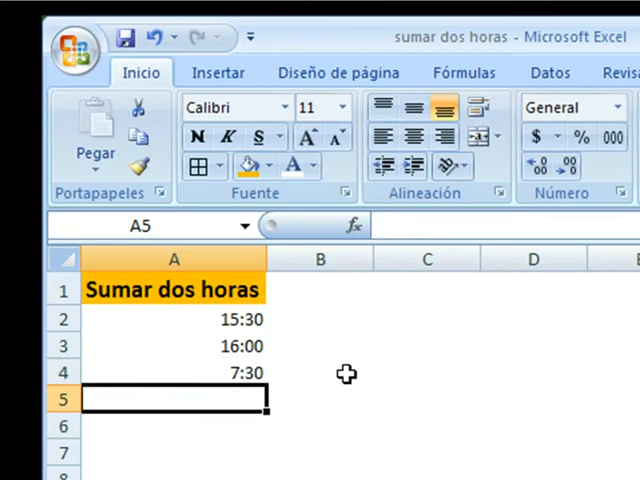 sumar dos horas - Microsoft Excel
Inicio Insertar Diseño de página Fórmulas Datos Revis
Calibri 11 General
N K S A A A $ % 000
Pegar
Portapapeles Fuente Alineación Número
A5 fx
A B C D E
1 Sumar dos horas
2 15:30
3 16:00
4 7:30
5
6
7
8